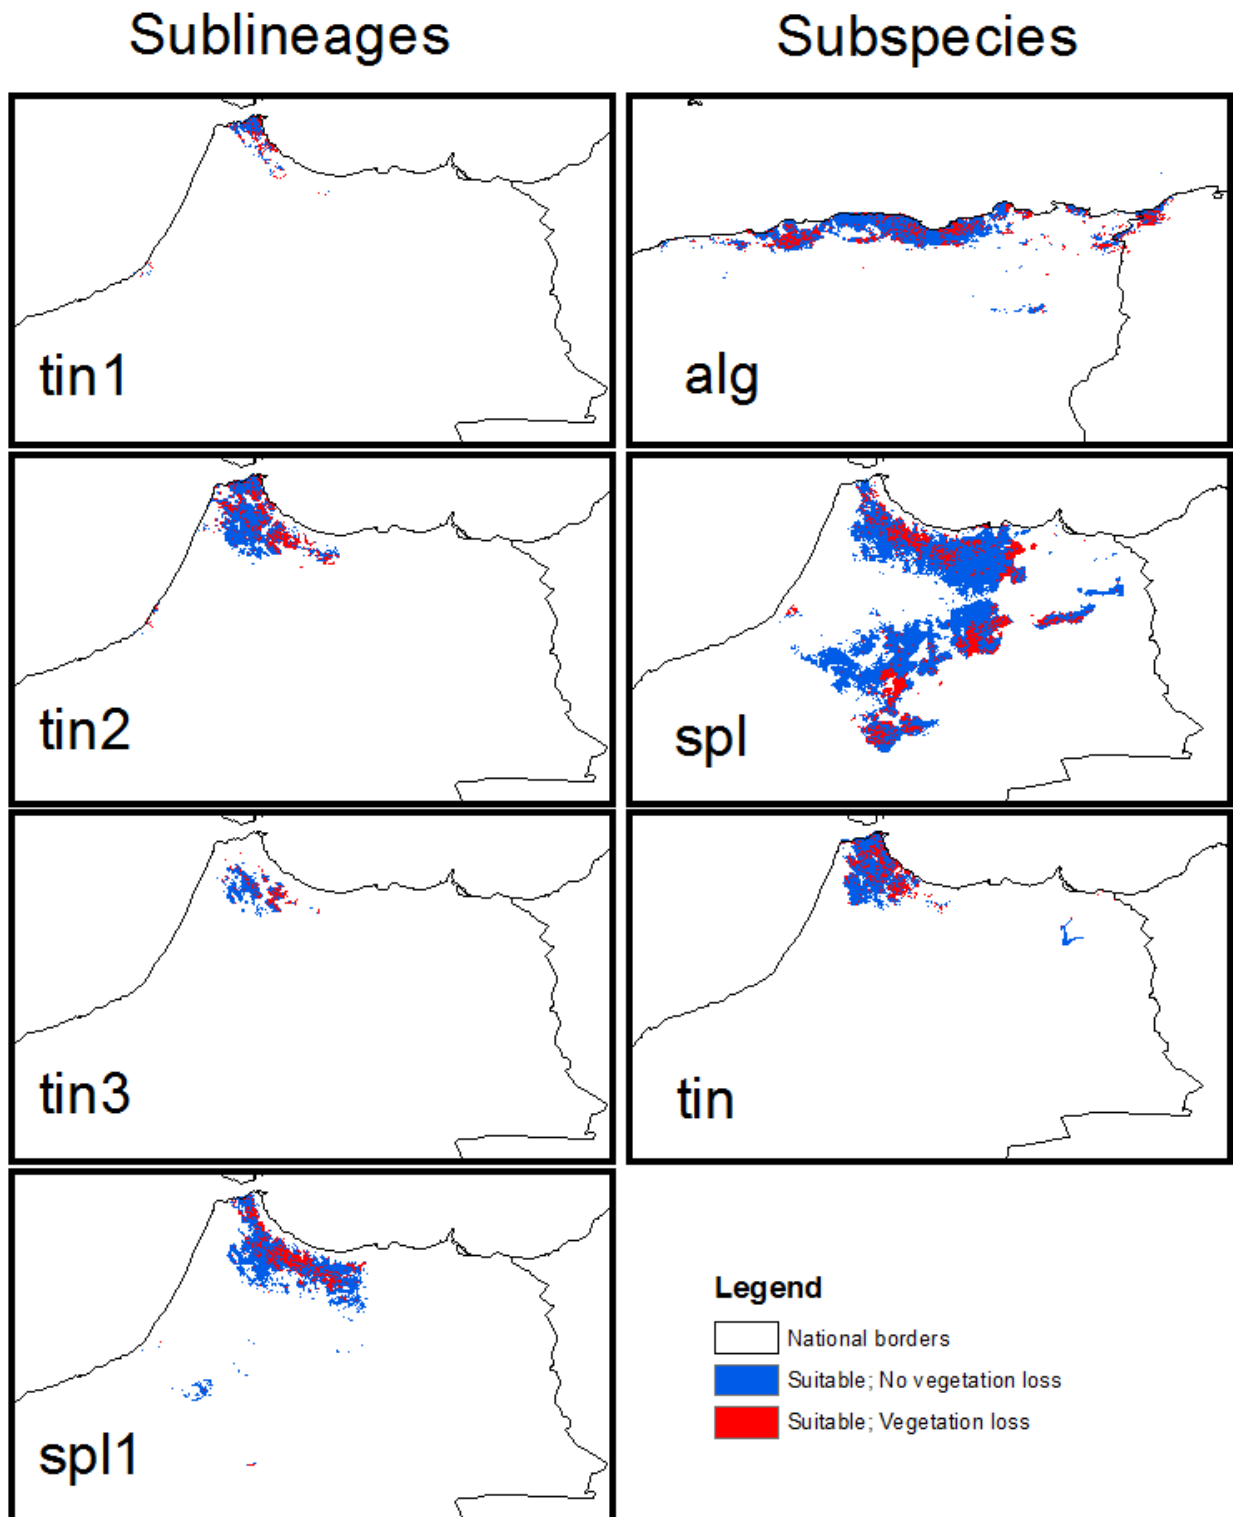 Sublineages
Subspecies
tin1
alg
tin2
spl
tin3
tin
spl1
Legend
National borders
Suitable; No vegetation loss
Suitable; Vegetation loss